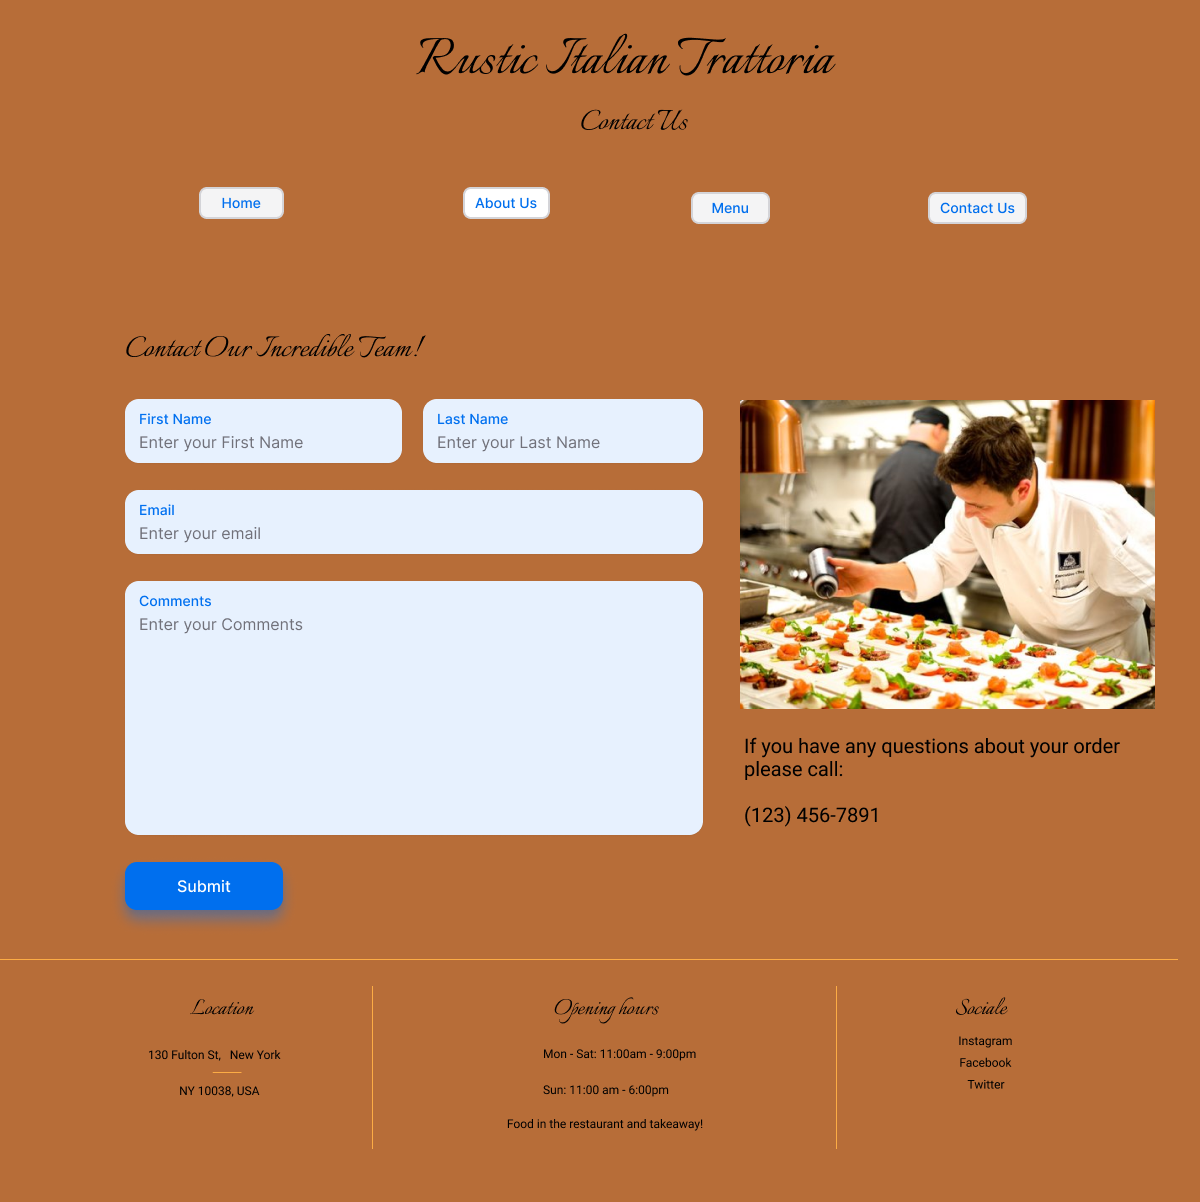 Rustic Italian Trattoria
Contact Us
Home
About Us
Menu
Contact Us
Contact Our Incredible Team!
First Name
Enter your First Name
Last Name
Enter your Last Name
Email
Enter your email
Comments
Enter your Comments
If you have any questions about your order
please call:
(123) 456-7891
Submit
Location
130 Fulton St, New York
NY 10038, USA
Opening hours
Mon - Sat: 11:00am - 9:00pm
Sun: 11:00 am - 6:00pm
Food in the restaurant and takeaway!
Sociale
Instagram
Facebook
Twitter